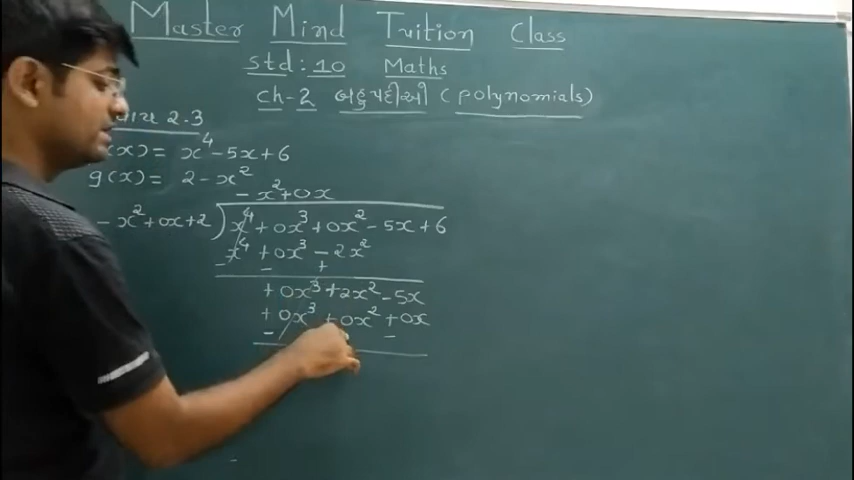 Master Mind Tuition Class
std : 10 Maths
ch-2 બહુપદીઓ (polynomials)
2.3
(x) = x⁴ - 5x + 6
g(x) = 2 - x²
- x² + 0x
- x² + 0x + 2 ) x⁴ + 0x³ + 0x² - 5x + 6
x⁴ + 0x³ - 2x²
- - +
+ 0x³ + 2x² - 5x
+ 0x³ + 0x² + 0x
- -